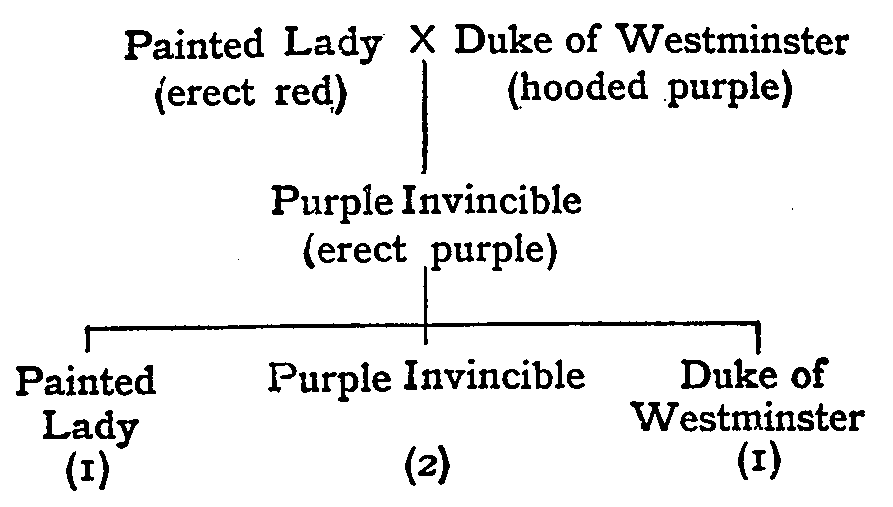 Painted Lady X Duke of Westminster
(erect red) (hooded purple)
Purple Invincible
(erect purple)
Painted Purple Invincible Duke of
Lady Westminster
(1) (2) (1)